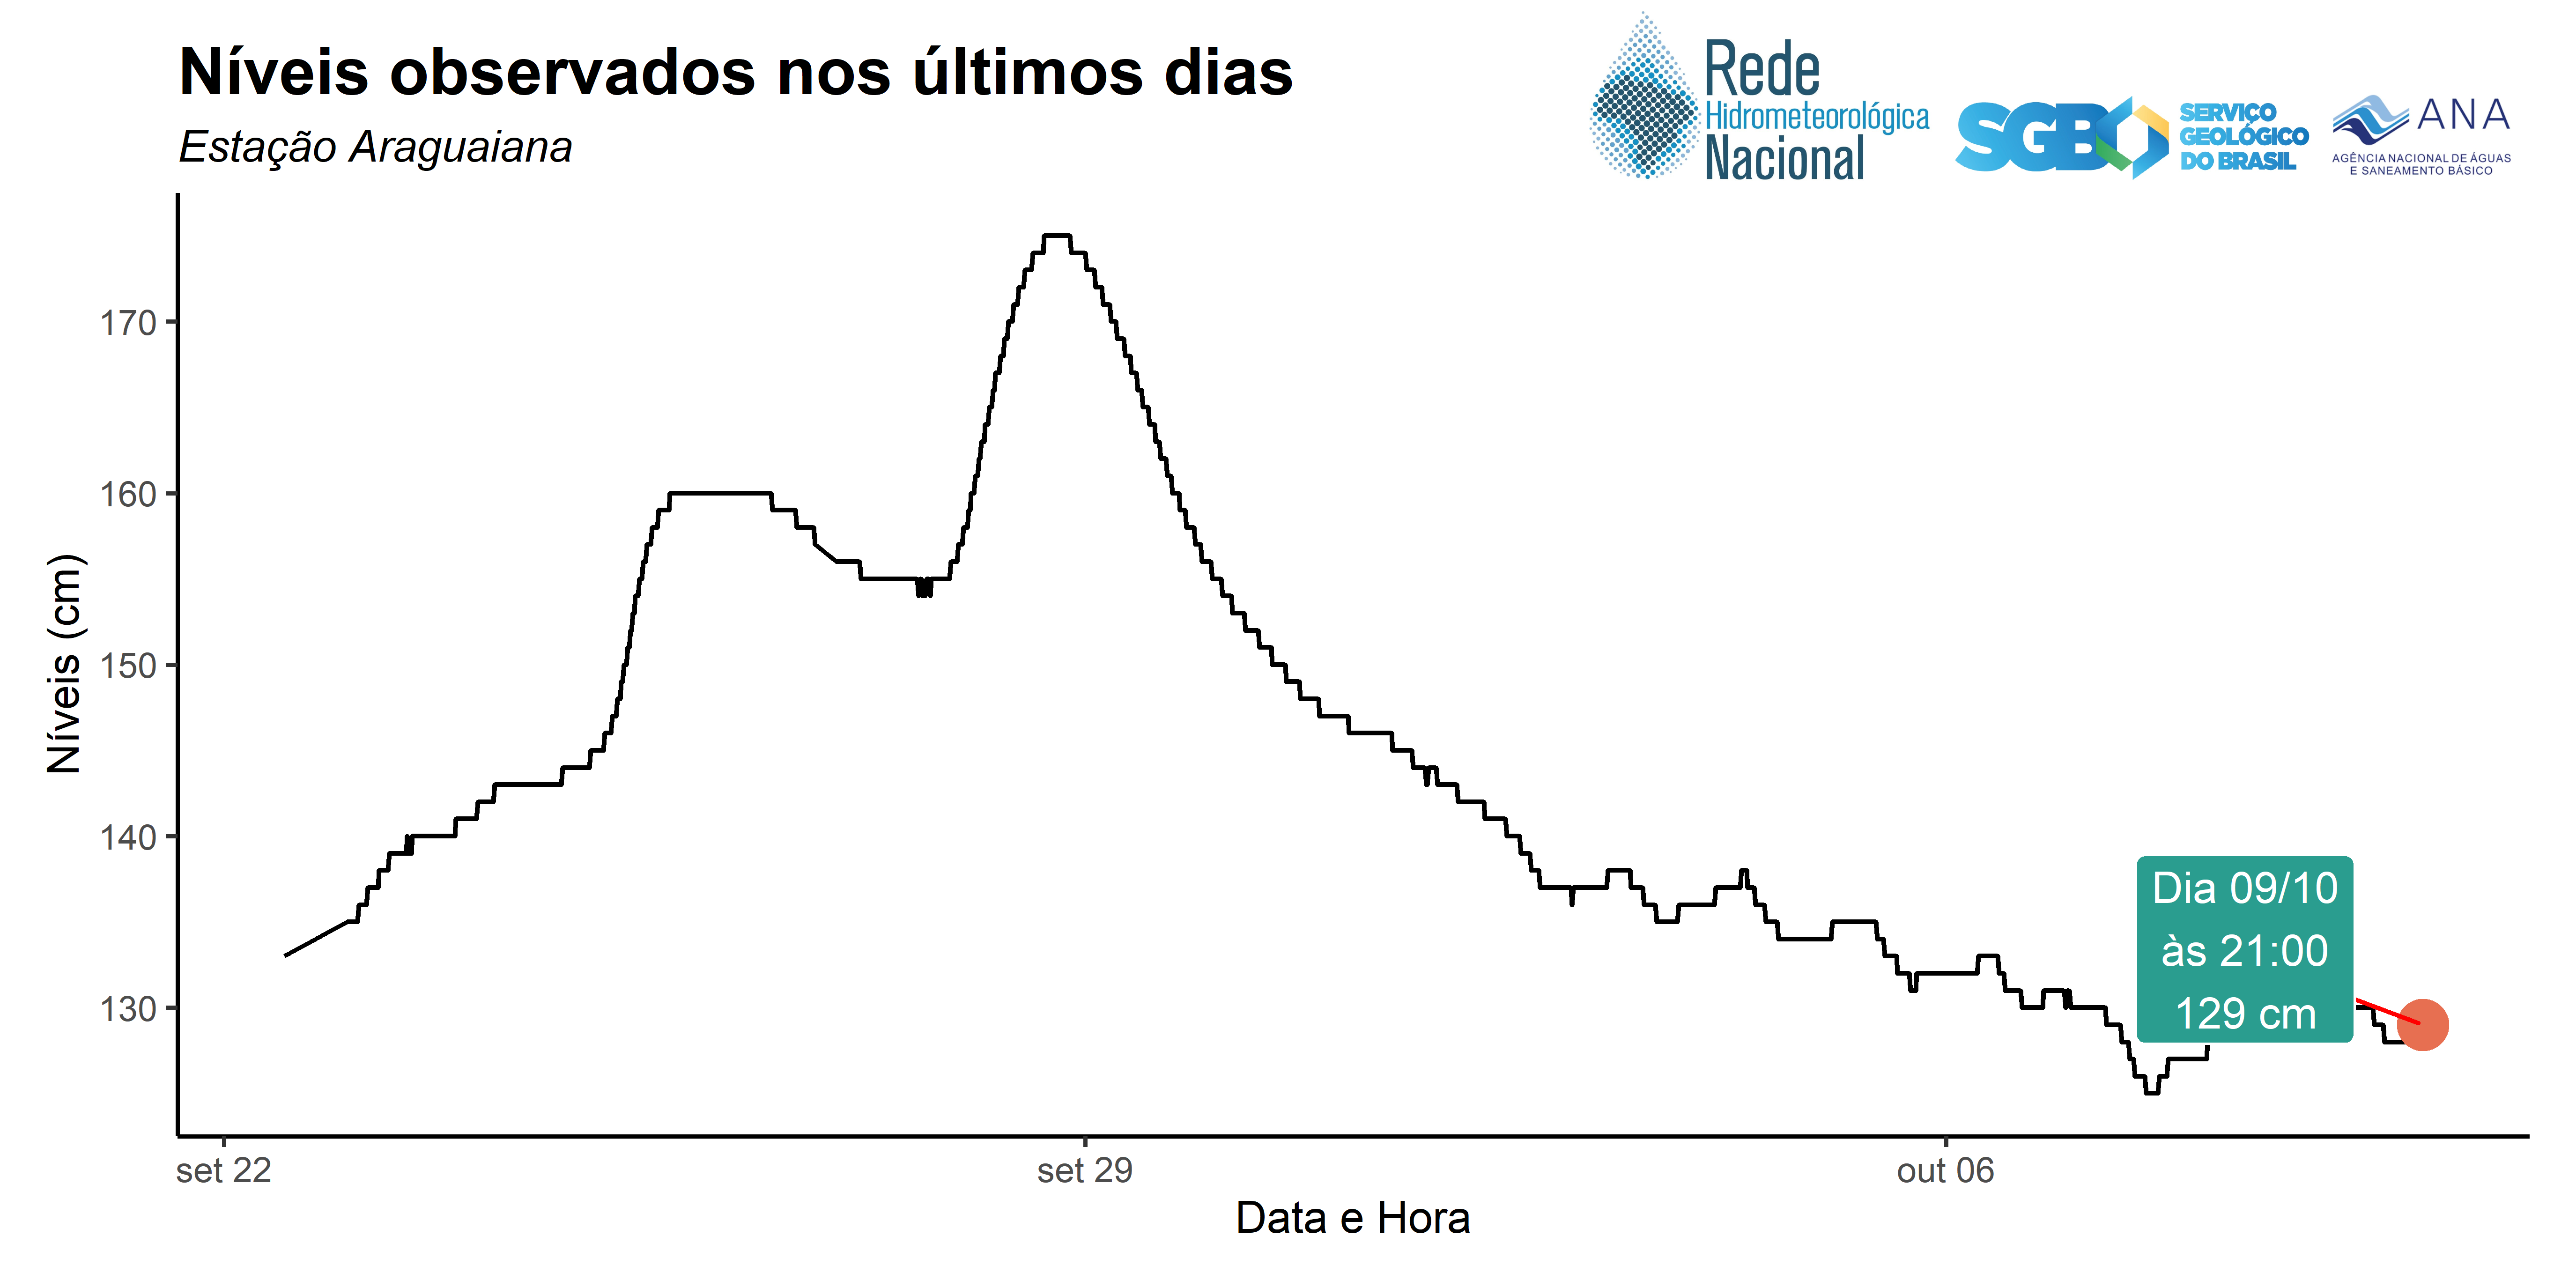 Níveis observados nos últimos dias
Estação Araguaiana
Rede
Hidrometeorológica
Nacional
SGB
SERVIÇO
GEOLÓGICO
DO BRASIL
ANA
AGÊNCIA NACIONAL DE ÁGUAS
E SANEAMENTO BÁSICO
Níveis (cm)
170
160
150
140
130
Dia 09/10
às 21:00
129 cm
set 22
set 29
out 06
Data e Hora